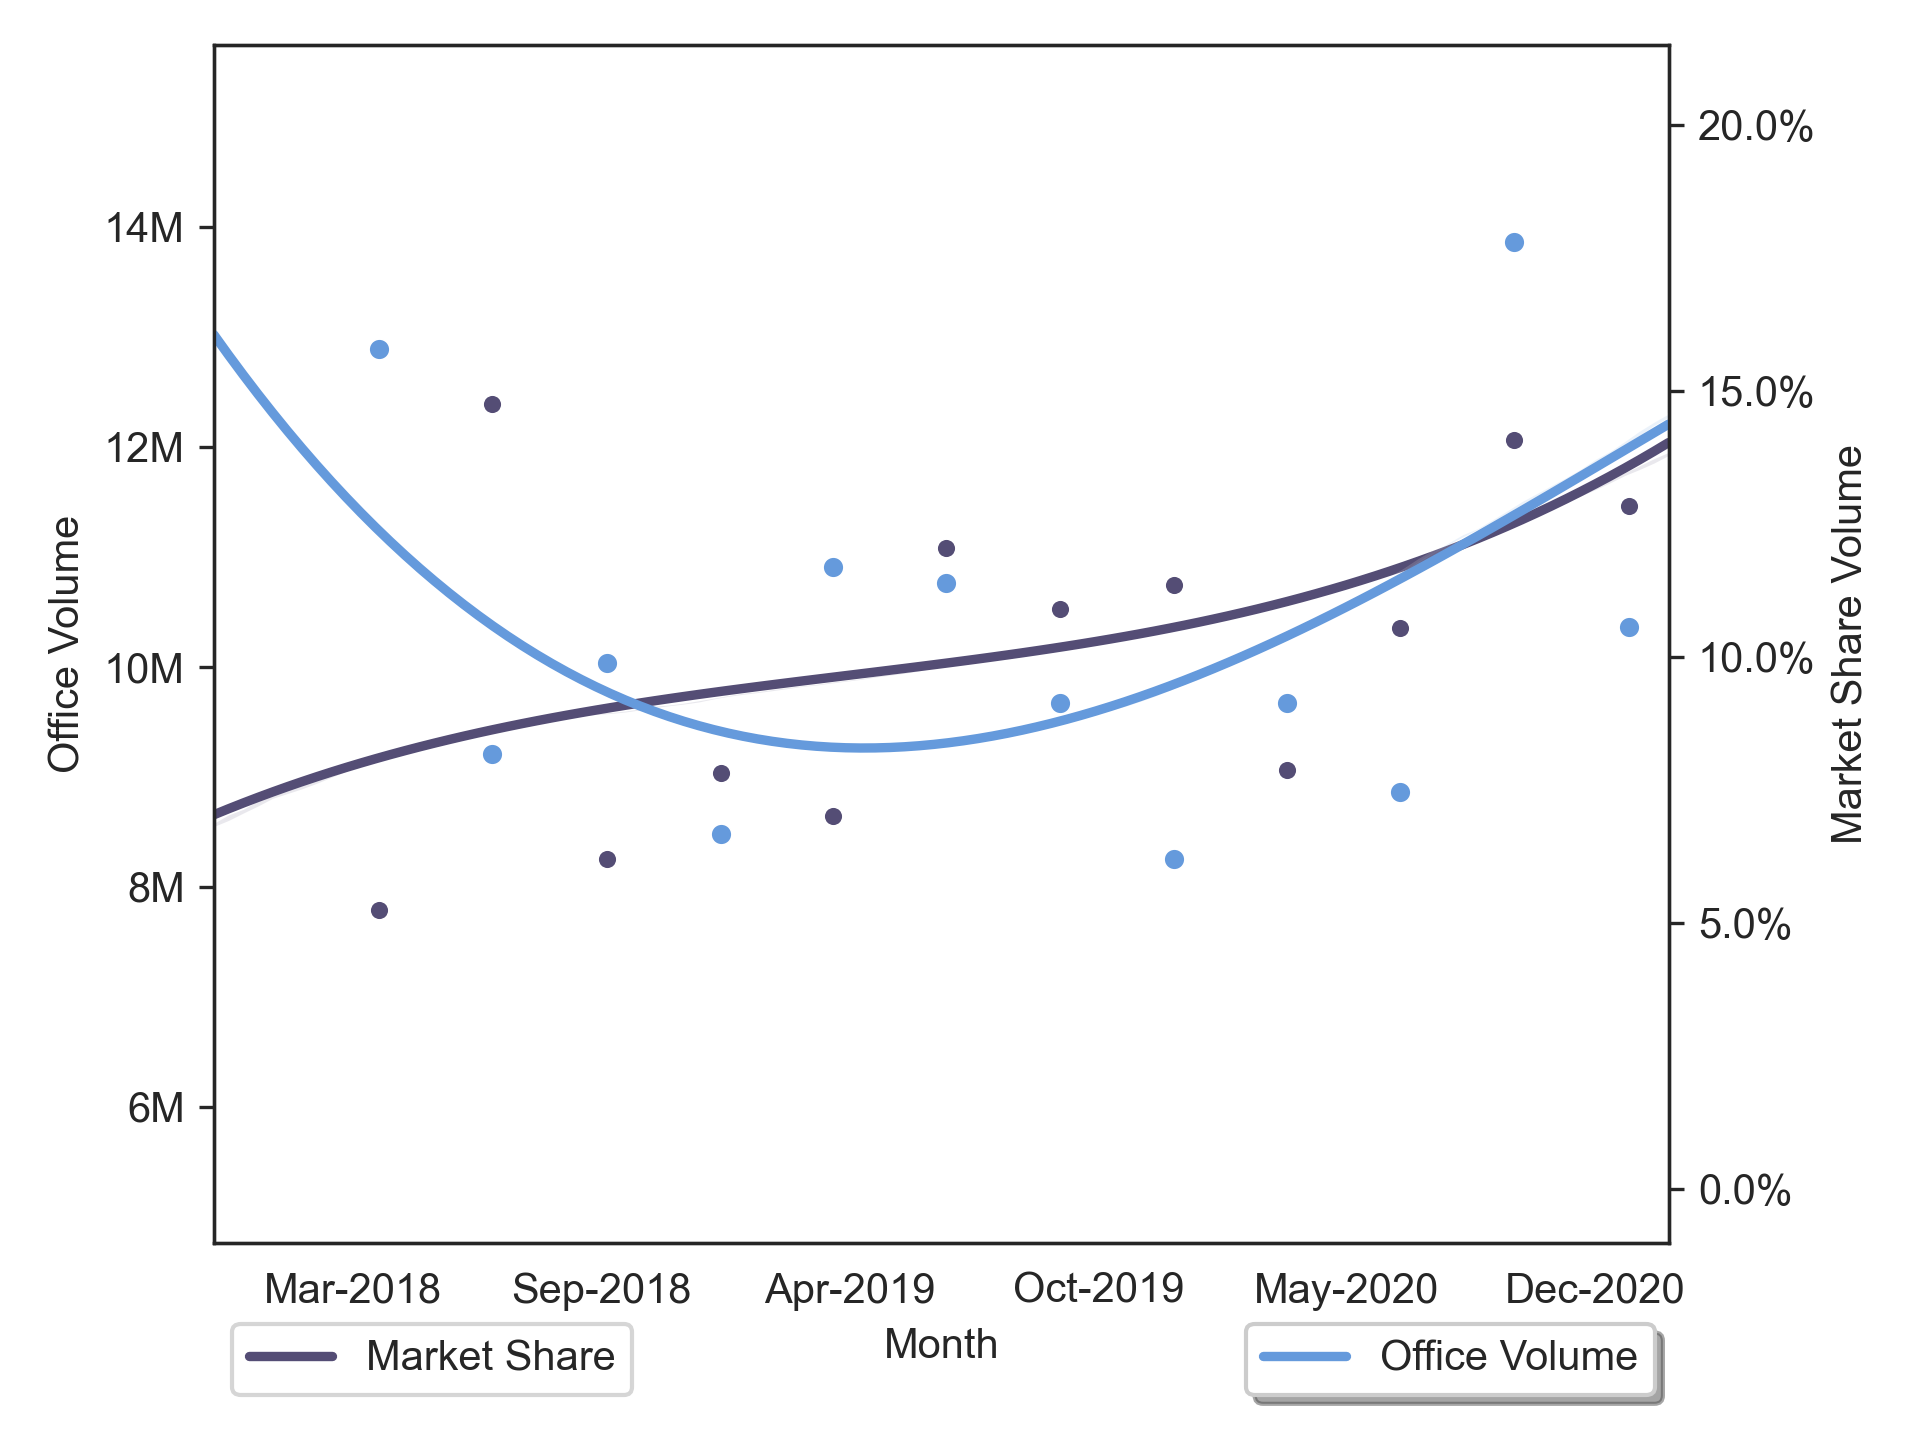 20.0%
14M
15.0%
12M
Office Volume
Market Share Volume
10M
10.0%
8M
5.0%
6M
0.0%
Mar-2018 Sep-2018 Apr-2019 Oct-2019 May-2020 Dec-2020
Month
Market Share
Office Volume